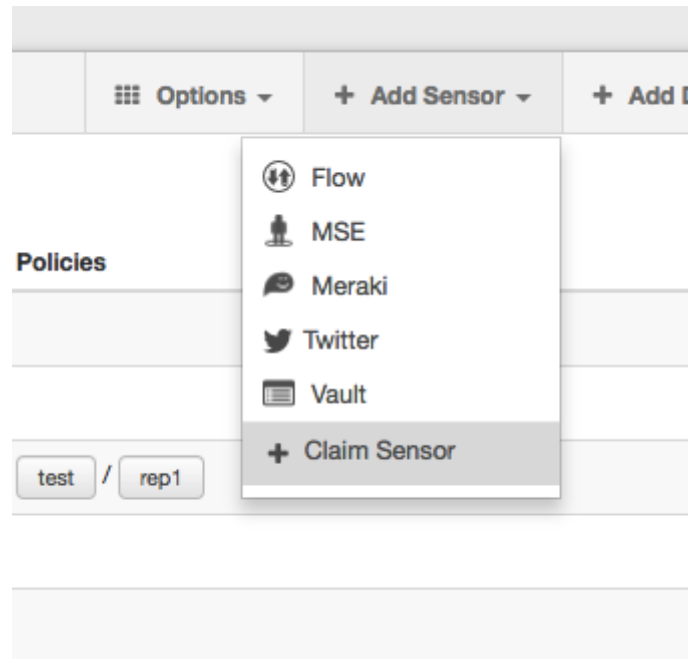 Options
+ Add Sensor
+ Add D
Flow
MSE
Policies
Meraki
Twitter
Vault
+ Claim Sensor
test / rep1